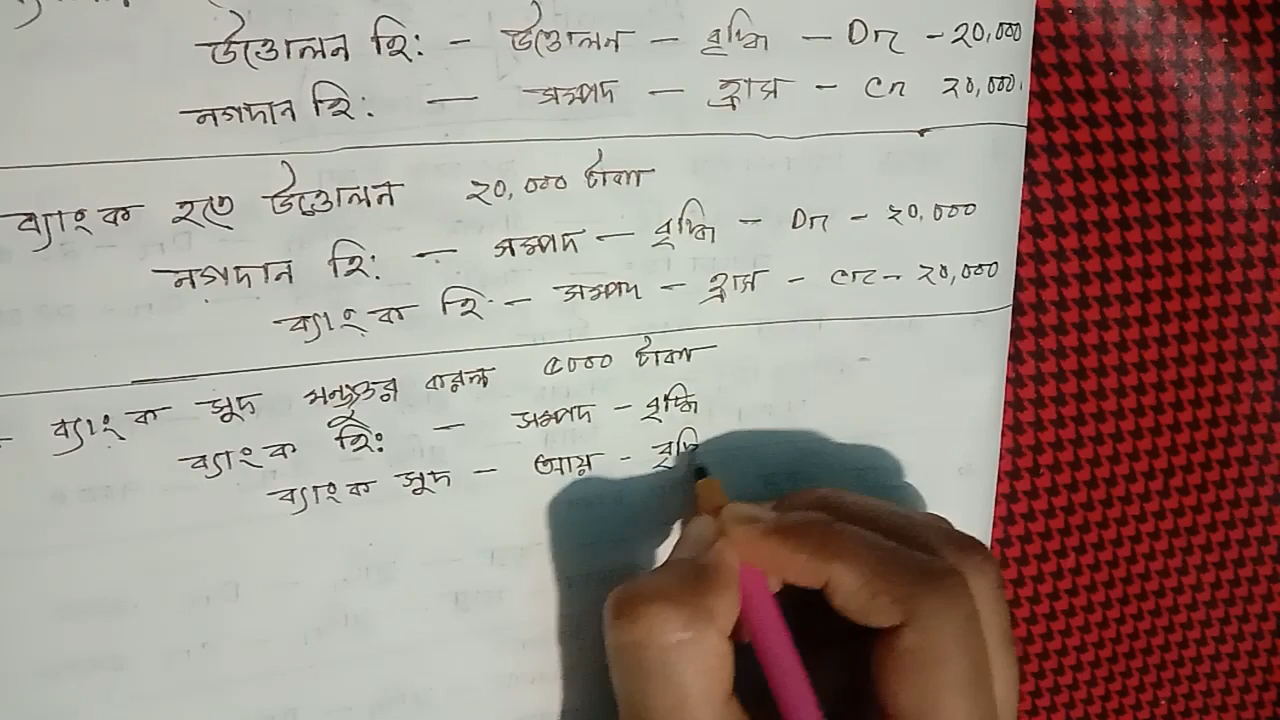 উত্তোলন হি: - উত্তোলন - বৃদ্ধি - Dr - ২০,০০০
নগদান হি: - সম্পদ - হ্রাস - Cr ২০,০০০.
ব্যাংক হতে উত্তোলন ২০,০০০ টাকা
নগদান হি: - সম্পদ - বৃদ্ধি - Dr - ২০,০০০
ব্যাংক হি: - সম্পদ - হ্রাস - Cr - ২০,০০০
- ব্যাংক সুদ মন্জুর করল ৫০০০ টাকা
ব্যাংক হি: - সম্পদ - বৃদ্ধি
ব্যাংক সুদ - আয় - বৃদ্ধি